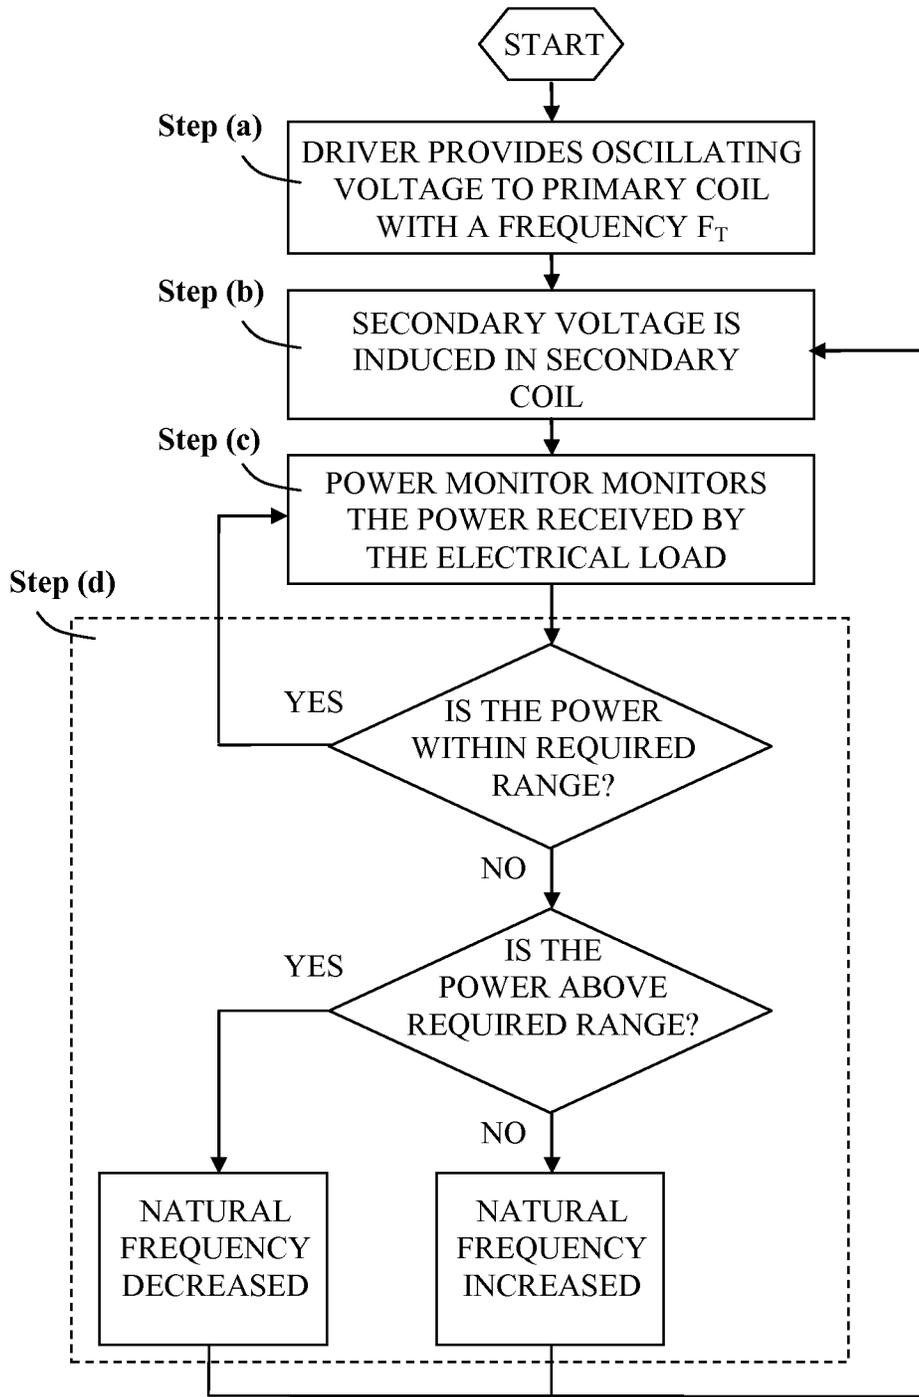 START
Step (a)
DRIVER PROVIDES OSCILLATING
VOLTAGE TO PRIMARY COIL
WITH A FREQUENCY F_T
Step (b)
SECONDARY VOLTAGE IS
INDUCED IN SECONDARY
COIL
Step (c)
POWER MONITOR MONITORS
THE POWER RECEIVED BY
THE ELECTRICAL LOAD
Step (d)
YES
IS THE POWER
WITHIN REQUIRED
RANGE?
NO
YES
IS THE
POWER ABOVE
REQUIRED RANGE?
NO
NATURAL
FREQUENCY
DECREASED
NATURAL
FREQUENCY
INCREASED